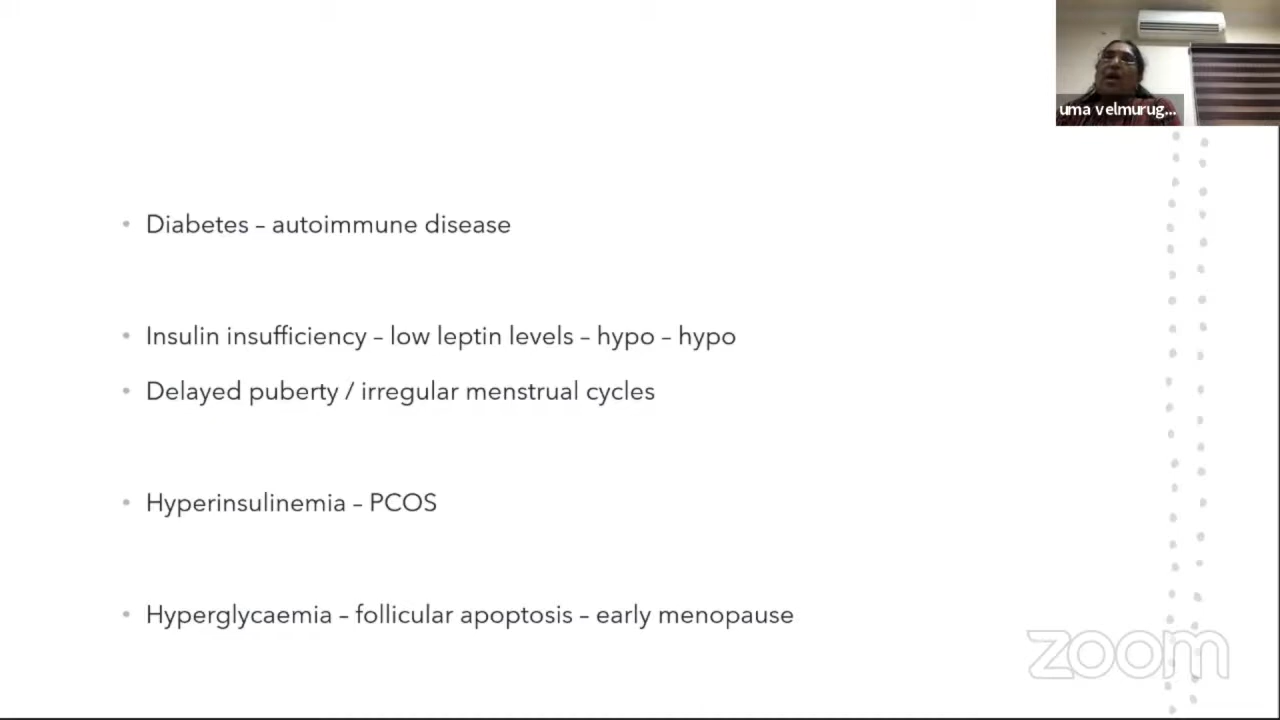 uma velmurug...
• Diabetes – autoimmune disease
• Insulin insufficiency – low leptin levels – hypo – hypo
• Delayed puberty / irregular menstrual cycles
• Hyperinsulinemia – PCOS
• Hyperglycaemia – follicular apoptosis – early menopause
zoom